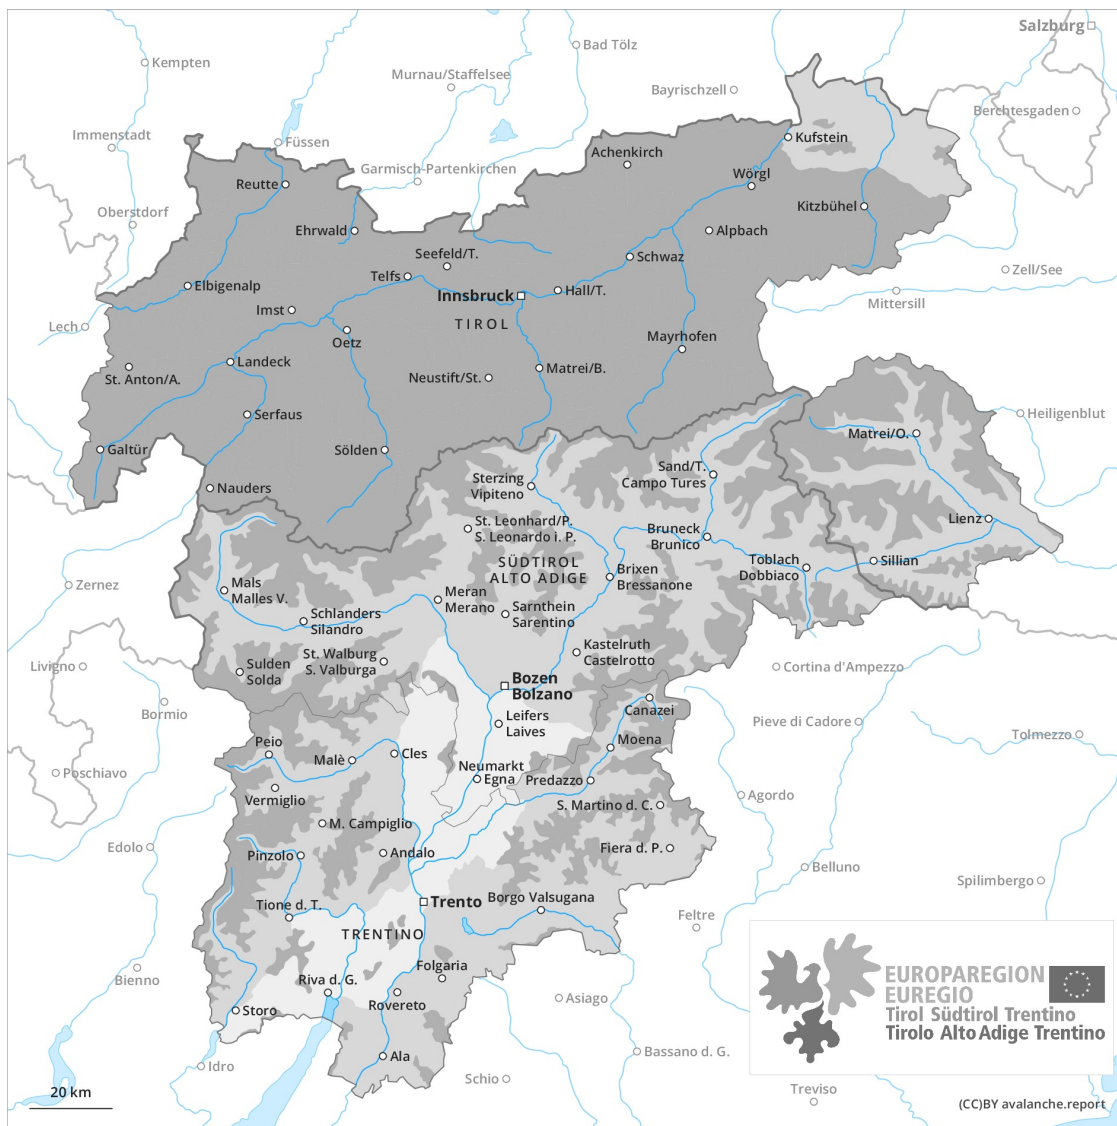 Salzburg
Kempten
Bad Tölz
Murnau/Staffelsee
Bayrischzell
Berchtesgaden
Immenstadt
Füssen
Kufstein
Achenkirch
Garmisch-Partenkirchen
Wörgl
Reutte
Oberstdorf
Kitzbühel
Ehrwald
Alpbach
Seefeld/T.
Schwaz
Telfs
Zell/See
Elbigenalp
Innsbruck
Hall/T.
Mittersill
Imst
TIROL
Lech
Oetz
Mayrhofen
Landeck
Matrei/B.
St. Anton/A.
Neustift/St.
Serfaus
Heiligenblut
Matrei/O.
Galtür
Sölden
Sand/T.
Campo Tures
Sterzing
Vipiteno
Nauders
St. Leonhard/P.
S. Leonardo i. P.
Lienz
Bruneck
Brunico
SÜDTIROL
ALTO ADIGE
Toblach
Dobbiaco
Sillian
Brixen
Bressanone
Zernez
Mals
Malles V.
Meran
Merano
Sarnthein
Sarentino
Schlanders
Silandro
Kastelruth
Castelrotto
St. Walburg
S. Valburga
Livigno
Sulden
Solda
Cortina d'Ampezzo
Bozen
Bolzano
Bormio
Canazei
Leifers
Laives
Pieve di Cadore
Tolmezzo
Peio
Moena
Malè
Cles
Poschiavo
Neumarkt
Egna
Predazzo
Vermiglio
Agordo
S. Martino d. C.
M. Campiglio
Edolo
Pinzolo
Andalo
Fiera d. P.
Belluno
Spilimbergo
Trento
Borgo Valsugana
Tione d. T.
Feltre
TRENTINO
Bienno
Folgaria
Riva d. G.
Rovereto
Storo
Asiago
EUROPAREGION
EUREGIO
Tirol Südtirol Trentino
Tirolo Alto Adige Trentino
Ala
Idro
Bassano d. G.
Schio
Treviso
20 km
(CC)BY avalanche.report